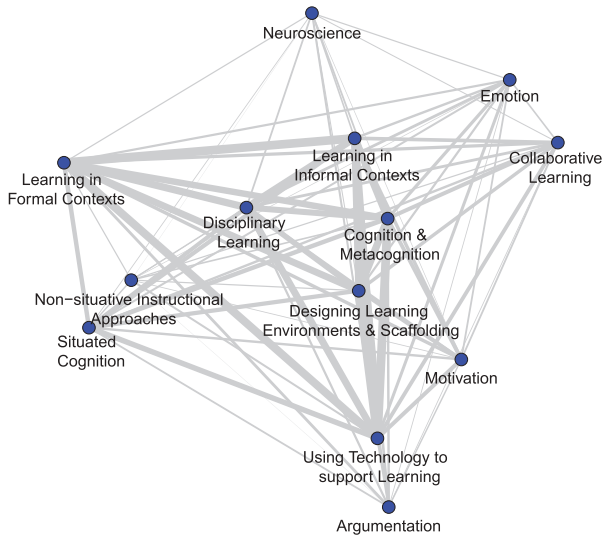 Neuroscience
Emotion
Learning in
Informal Contexts
Collaborative
Learning
Learning in
Formal Contexts
Disciplinary
Learning
Cognition &
Metacognition
Non−situative Instructional
Approaches
Designing Learning
Environments & Scaffolding
Situated
Cognition
Motivation
Using Technology to
support Learning
Argumentation